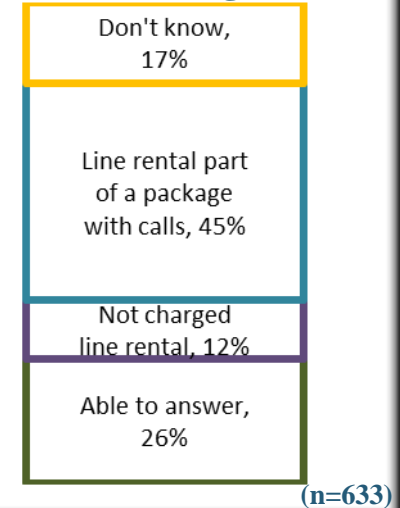 Don't know,
17%
Line rental part
of a package
with calls, 45%
Not charged
line rental, 12%
Able to answer,
26%
(n=633)